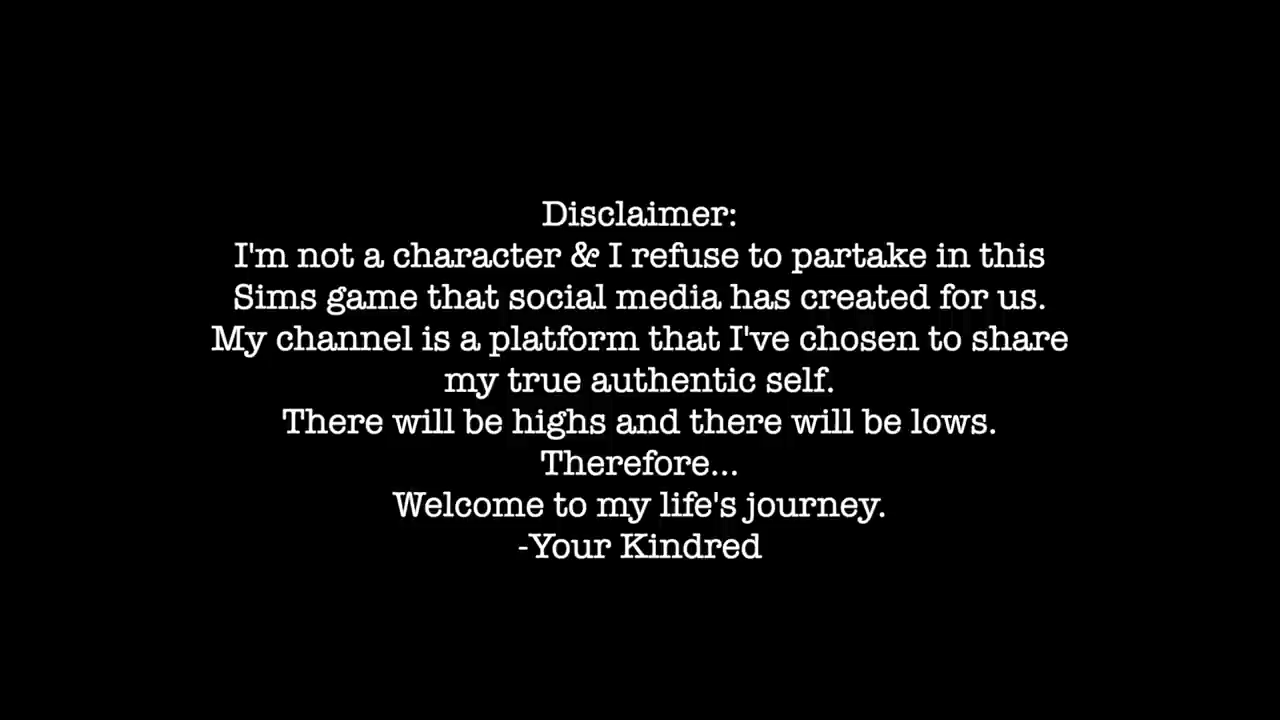 Disclaimer:
I'm not a character & I refuse to partake in this
Sims game that social media has created for us.
My channel is a platform that I've chosen to share
my true authentic self.
There will be highs and there will be lows.
Therefore...
Welcome to my life's journey.
-Your Kindred